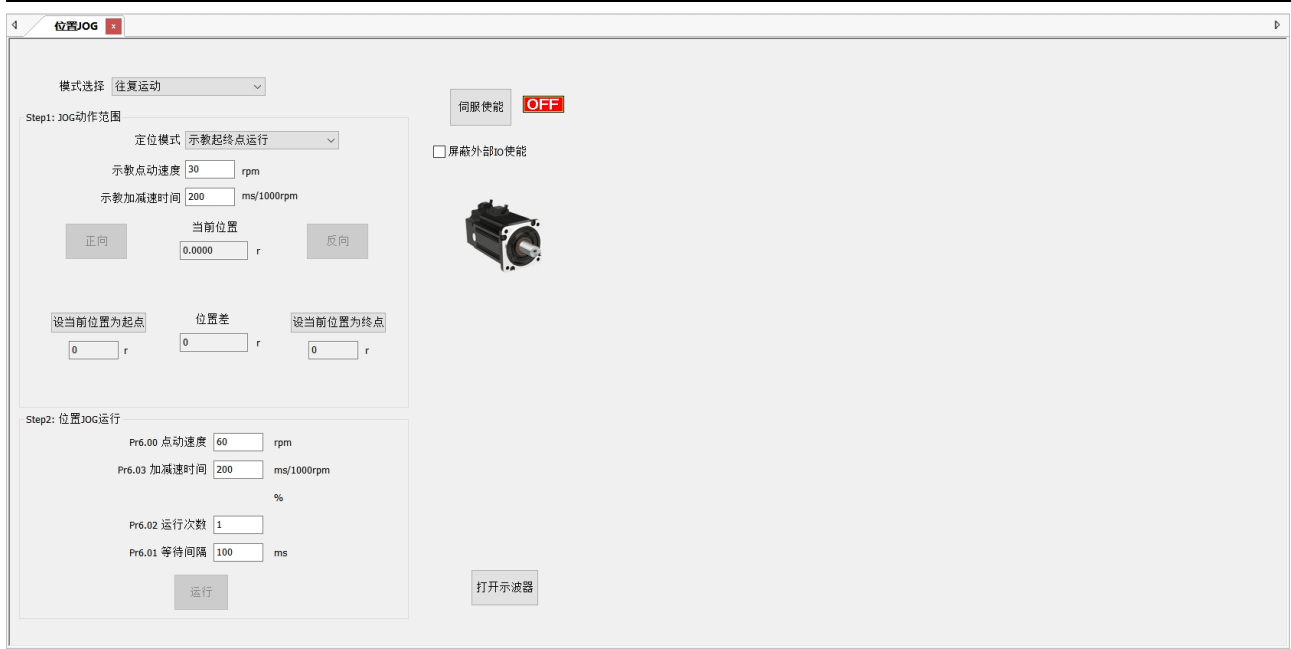 位置JOG x
模式选择 往复运动
伺服使能 OFF
Step1: JOG动作范围
定位模式 示教起终点运行
屏蔽外部IO使能
示教点动速度 30 rpm
示教加减速时间 200 ms/1000rpm
当前位置
正向 反向
0.0000 r
设当前位置为起点 位置差 设当前位置为终点
0 r 0 r 0 r
Step2: 位置JOG运行
Pr6.00 点动速度 60 rpm
Pr6.03 加减速时间 200 ms/1000rpm
%
Pr6.02 运行次数 1
Pr6.01 等待间隔 100 ms
运行 打开示波器